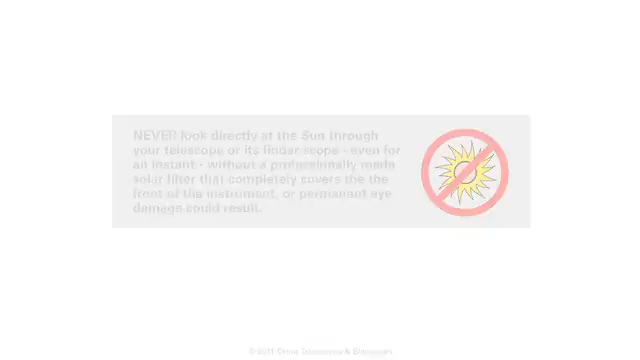 NEVER look directly at the Sun through
your telescope or its finder scope - even for
an instant - without a professionally made
solar filter that completely covers the the
front of the instrument, or permanent eye
damage could result.
© 2011 Orion Telescopes & Binoculars